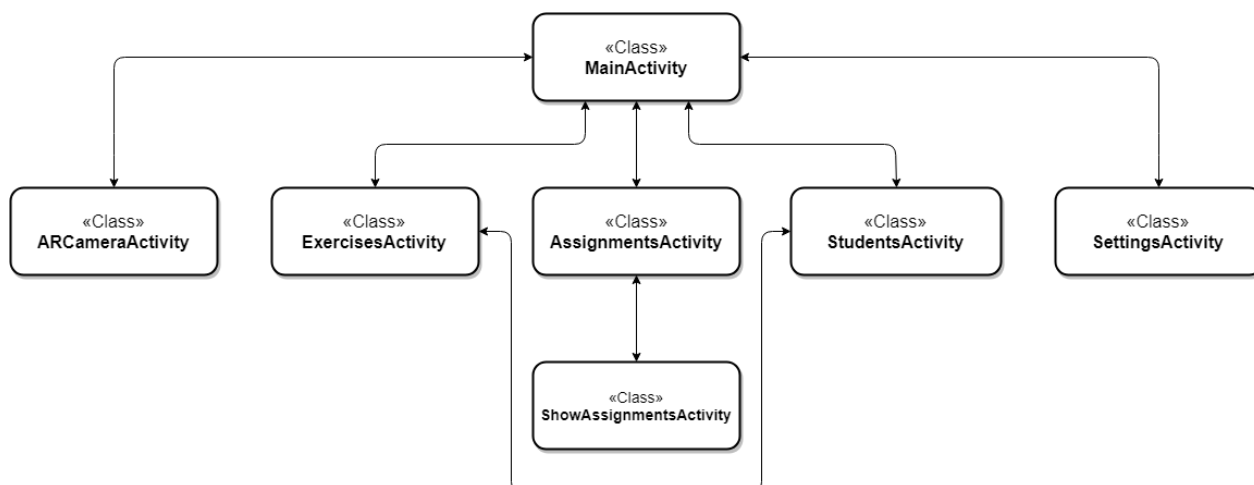 «Class»
MainActivity
«Class»
ARCameraActivity
«Class»
ExercisesActivity
«Class»
AssignmentsActivity
«Class»
StudentsActivity
«Class»
SettingsActivity
«Class»
ShowAssignmentsActivity